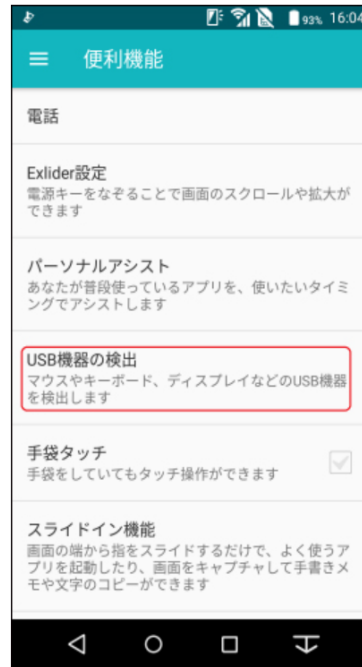 93% 16:04
便利機能
電話
Exlider設定
電源キーをなぞることで画面のスクロールや拡大が
できます
パーソナルアシスト
あなたが普段使っているアプリを、使いたいタイミ
ングでアシストします
USB機器の検出
マウスやキーボード、ディスプレイなどのUSB機器
を検出します
手袋タッチ
手袋をしていてもタッチ操作ができます
スライドイン機能
画面の端から指をスライドするだけで、よく使うア
プリを起動したり、画面をキャプチャして手書きメ
モや文字のコピーができます